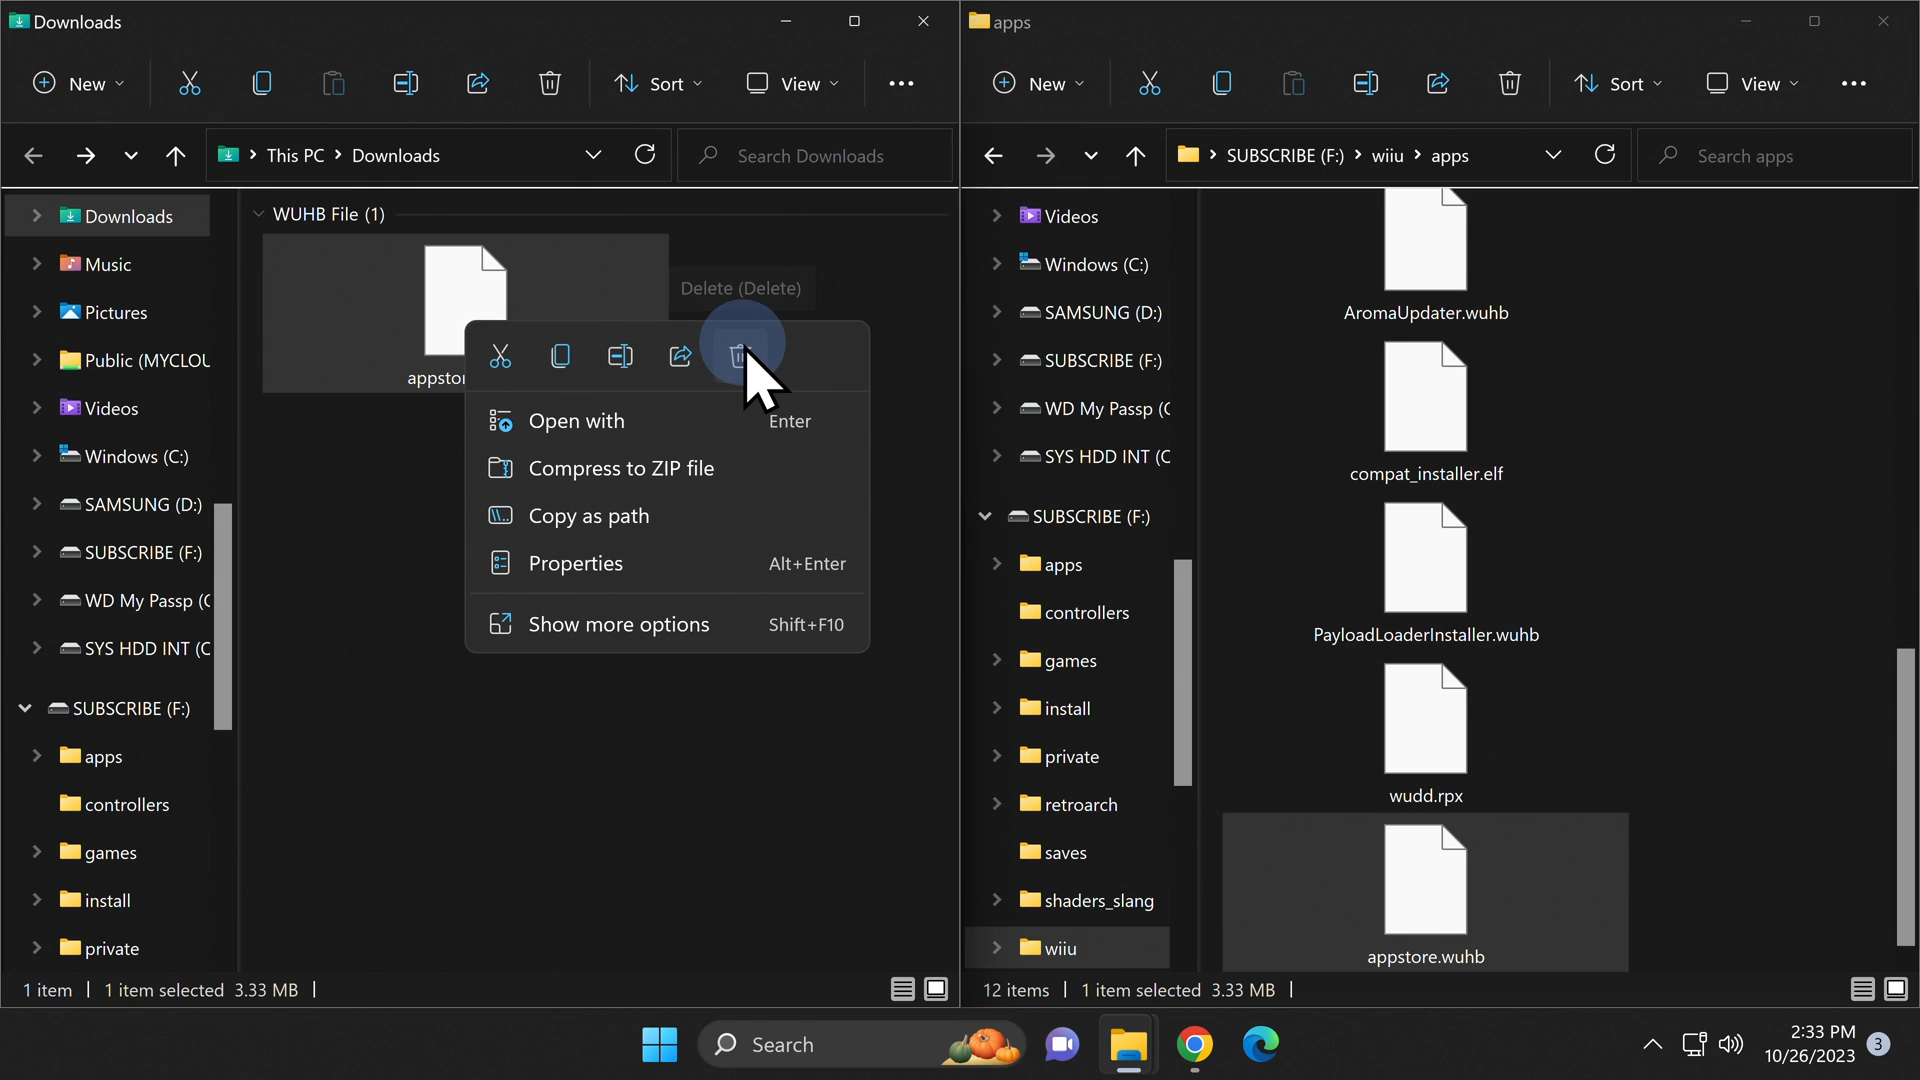 Downloads
New
Sort
View
This PC
Downloads
Search Downloads
Downloads
Music
Pictures
Public (MYCLOU
Videos
Windows (C:)
SAMSUNG (D:)
SUBSCRIBE (F:)
WD My Passp (
SYS HDD INT (
SUBSCRIBE (F:)
apps
controllers
games
install
private
WUHB File (1)
appstor
Delete (Delete)
Open with Enter
Compress to ZIP file
Copy as path
Properties Alt+Enter
Show more options Shift+F10
1 item 1 item selected 3.33 MB
apps
New
Sort
View
SUBSCRIBE (F:)
wiiu
apps
Search apps
Videos
Windows (C:)
SAMSUNG (D:)
SUBSCRIBE (F:)
WD My Passp (
SYS HDD INT (
SUBSCRIBE (F:)
apps
controllers
games
install
private
retroarch
saves
shaders_slang
wiiu
AromaUpdater.wuhb
compat_installer.elf
PayloadLoaderInstaller.wuhb
wudd.rpx
appstore.wuhb
12 items 1 item selected 3.33 MB
Search
2:33 PM
10/26/2023
3